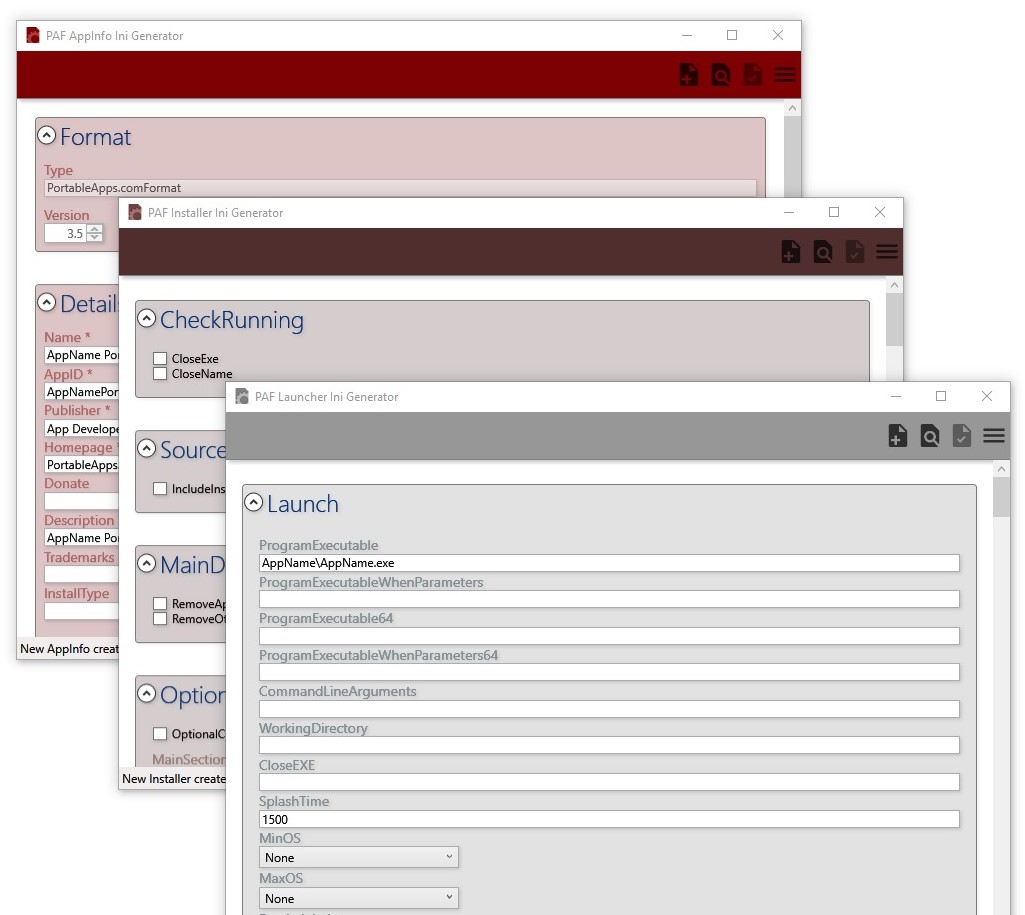 PAF AppInfo Ini Generator
Format
Type
PortableApps.comFormat
Version
3.5
Details
Name *
AppName Por
AppID *
AppNamePor
Publisher *
App Develope
Homepage *
PortableApps
Donate
Description
AppName Por
Trademarks
InstallType
New AppInfo creat
PAF Installer Ini Generator
CheckRunning
CloseExe
CloseName
Source
IncludeIns
MainD
RemoveAp
RemoveOt
Option
OptionalC
MainSection
New Installer create
PAF Launcher Ini Generator
Launch
ProgramExecutable
AppName\AppName.exe
ProgramExecutableWhenParameters
ProgramExecutable64
ProgramExecutableWhenParameters64
CommandLineArguments
WorkingDirectory
CloseEXE
SplashTime
1500
MinOS
None
MaxOS
None